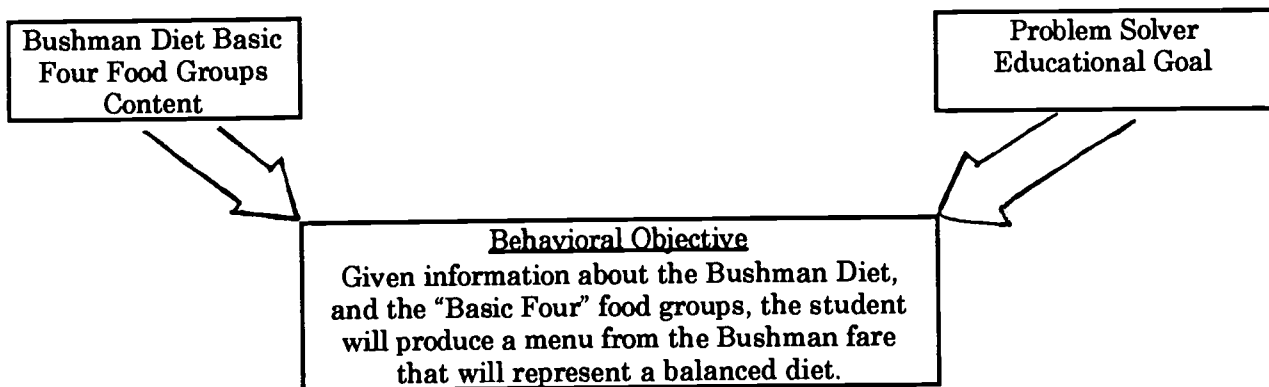 Bushman Diet Basic
Four Food Groups
Content
Problem Solver
Educational Goal
Behavioral Objective
Given information about the Bushman Diet,
and the “Basic Four” food groups, the student
will produce a menu from the Bushman fare
that will represent a balanced diet.